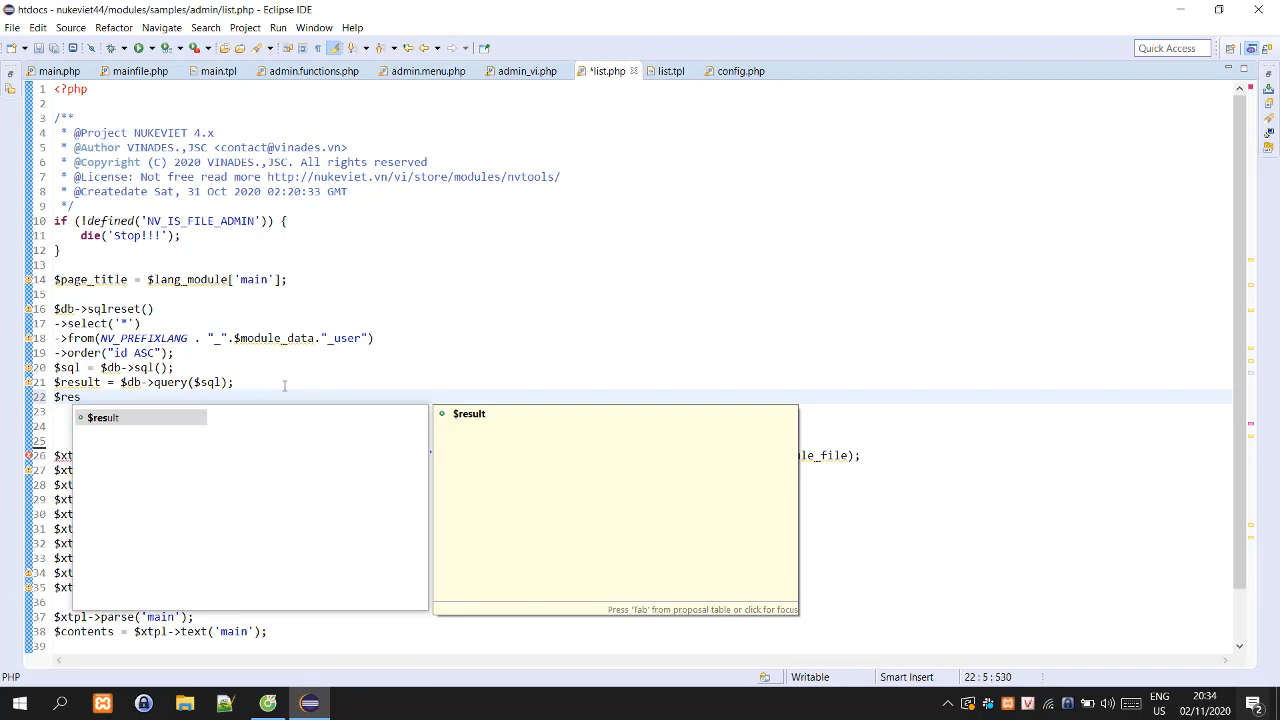 htdocs - nukeviet44/modules/samples/admin/list.php - Eclipse IDE
File Edit Source Refactor Navigate Search Project Run Window Help
Quick Access
main.php mainfile.php main.tpl admin.functions.php admin.menu.php admin_vi.php *list.php list.tpl config.php
1 <?php
2
3 /**
4 * @Project NUKEVIET 4.x
5 * @Author VINADES.,JSC <contact@vinades.vn>
6 * @Copyright (C) 2020 VINADES.,JSC. All rights reserved
7 * @License: Not free read more http://nukeviet.vn/vi/store/modules/nvtools/
8 * @Createdate Sat, 31 Oct 2020 02:20:33 GMT
9 */
10 if (!defined('NV_IS_FILE_ADMIN')) {
11 die('Stop!!!');
12 }
13
14 $page_title = $lang_module['main'];
15
16 $db->sqlreset()
17 ->select('*')
18 ->from(NV_PREFIXLANG . "_".$module_data."_user")
19 ->order("id ASC");
20 $sql = $db->sql();
21 $result = $db->query($sql);
22 $res
23 $result $result
24
25
26 $xt le_file);
27 $xt
28 $xt
29 $xt
30 $xt
31 $xt
32 $xt
33 $xt
34 $xt
35 $xt
36 Press 'Tab' from proposal table or click for focus
37 $xtpl->parse('main');
38 $contents = $xtpl->text('main');
39
PHP Writable Smart Insert 22 : 5 : 530
ENG
US
20:34
02/11/2020
2